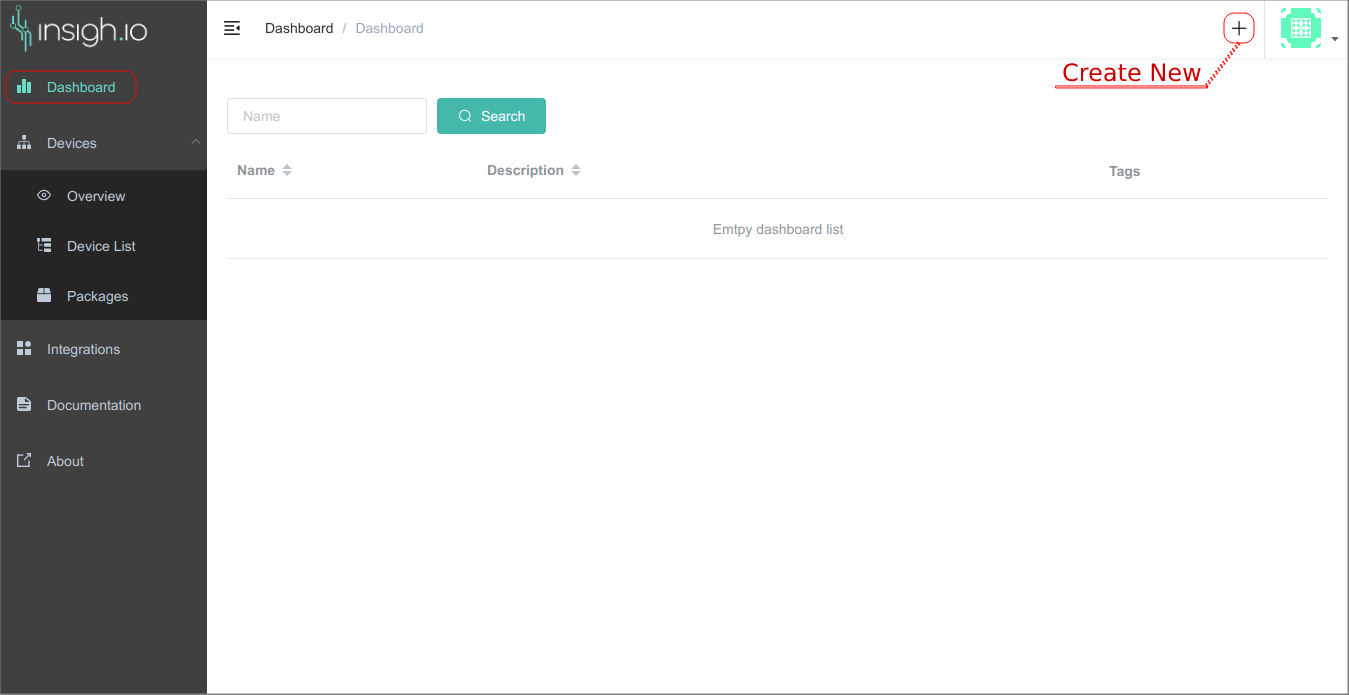 insigh.io
Dashboard / Dashboard
Create New
Dashboard
Devices
Overview
Device List
Packages
Integrations
Documentation
About
Name
Search
Name Description Tags
Emtpy dashboard list